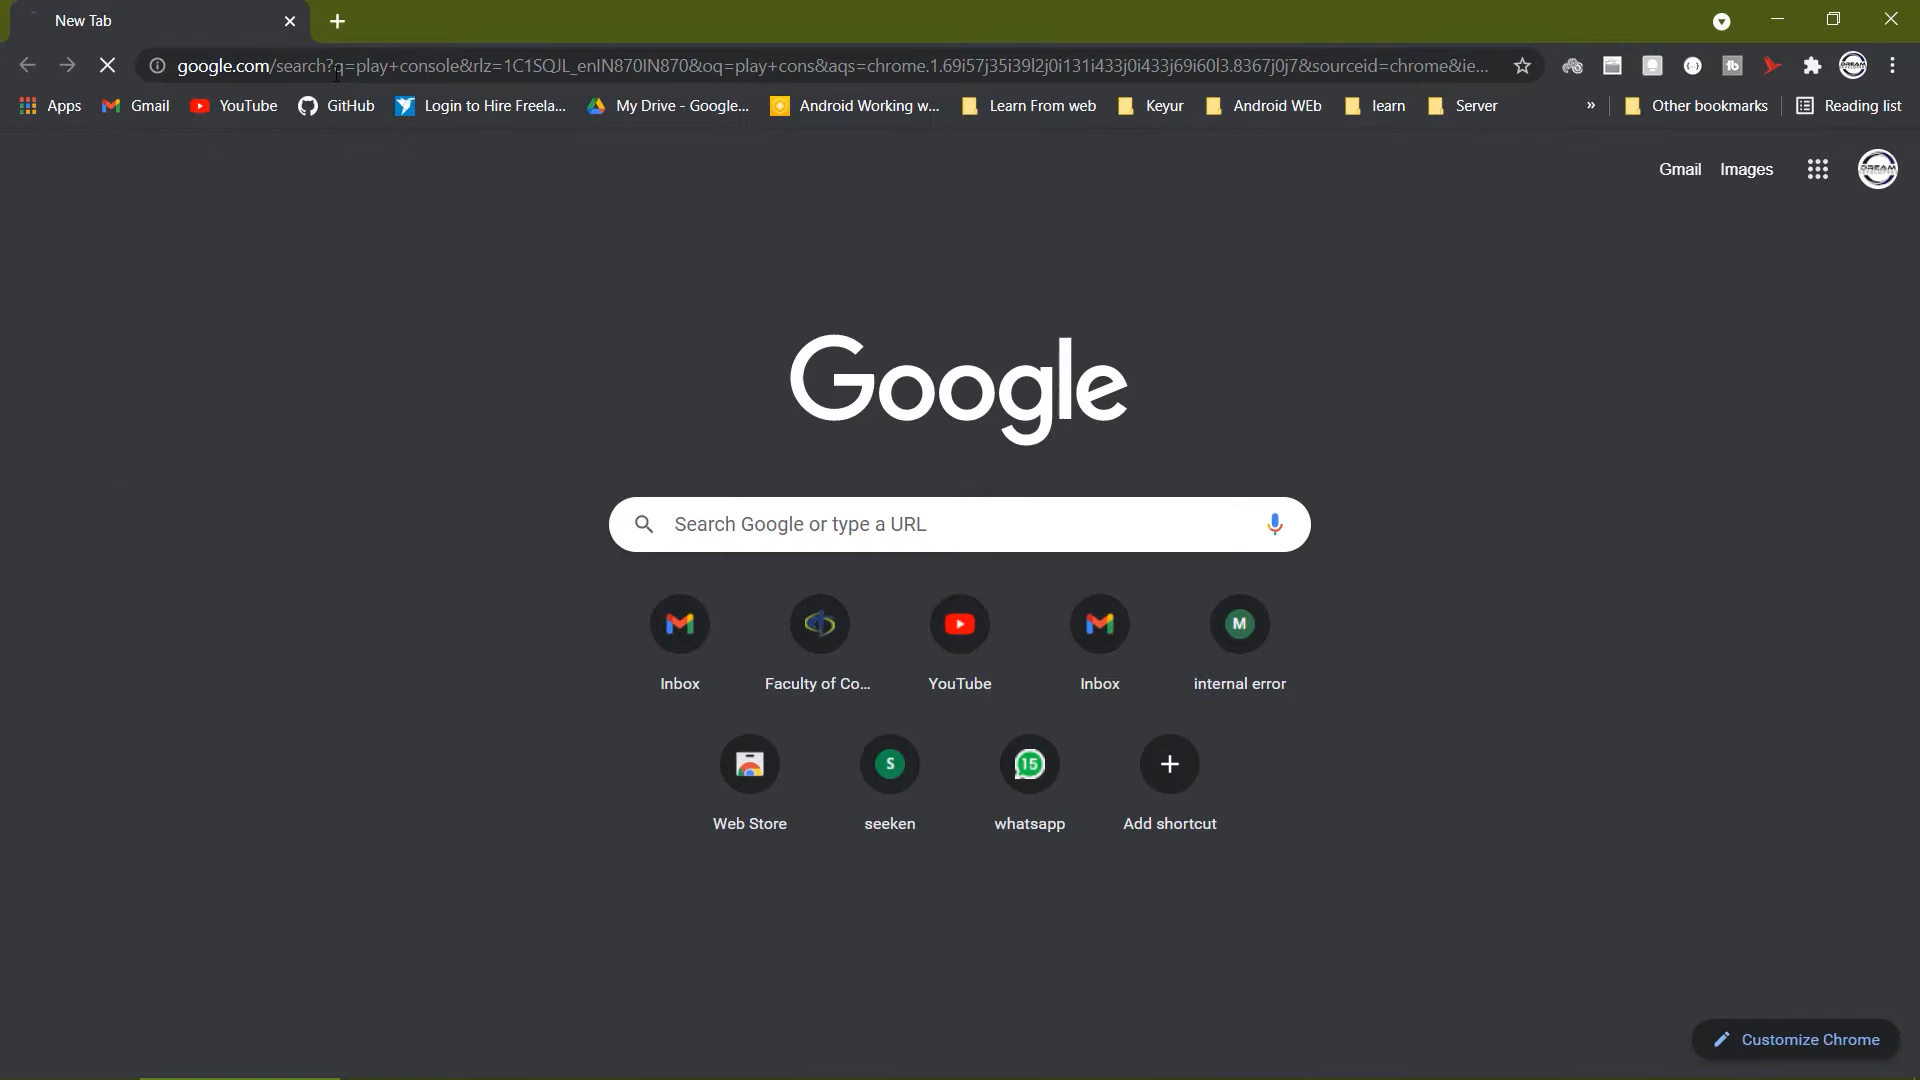 New Tab
google.com/search?q=play+console&rlz=1C1SQJL_enIN870IN870&oq=play+cons&aqs=chrome.1.69i57j35i39l2j0i131i433j0i433j69i60l3.8367j0j7&sourceid=chrome&ie...
Apps Gmail YouTube GitHub Login to Hire Freela... My Drive - Google... Android Working w... Learn From web Keyur Android WEb learn Server » Other bookmarks Reading list
Gmail Images
Google
Search Google or type a URL
M
Inbox Faculty of Co... YouTube Inbox internal error
S 15
Web Store seeken whatsapp Add shortcut
Customize Chrome